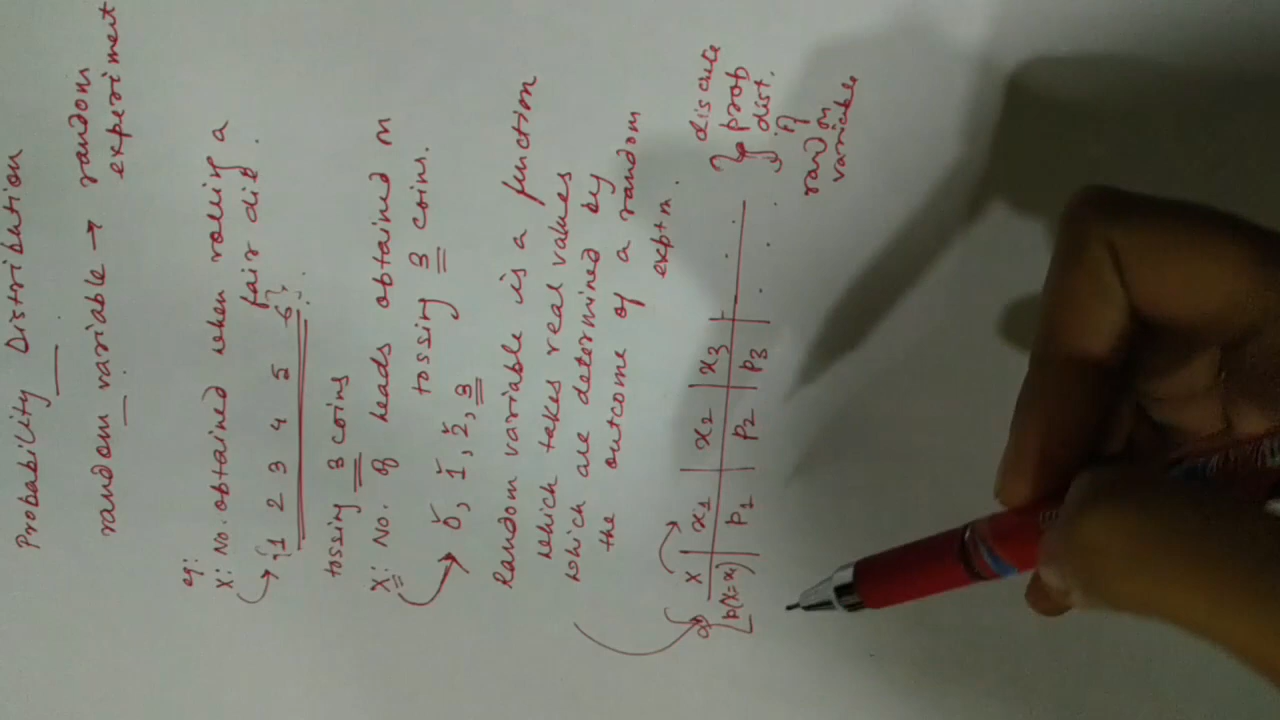 Probability Distribution
random variable → random
experiment
eg:
X: No. obtained when rolling a
fair die.
→ {1 2 3 4 5 6}.
tossing 3 coins
X: No. of heads obtained in
tossing 3 coins.
→ 0, 1, 2, 3
Random variable is a function
which takes real values
which are determined by
the outcome of a random
exptm.
X | x1 | x2 | x3 | . . .
P(X=xi) | P1 | P2 | P3 | . . .
} discrete
prob
dist.
of
random
variable